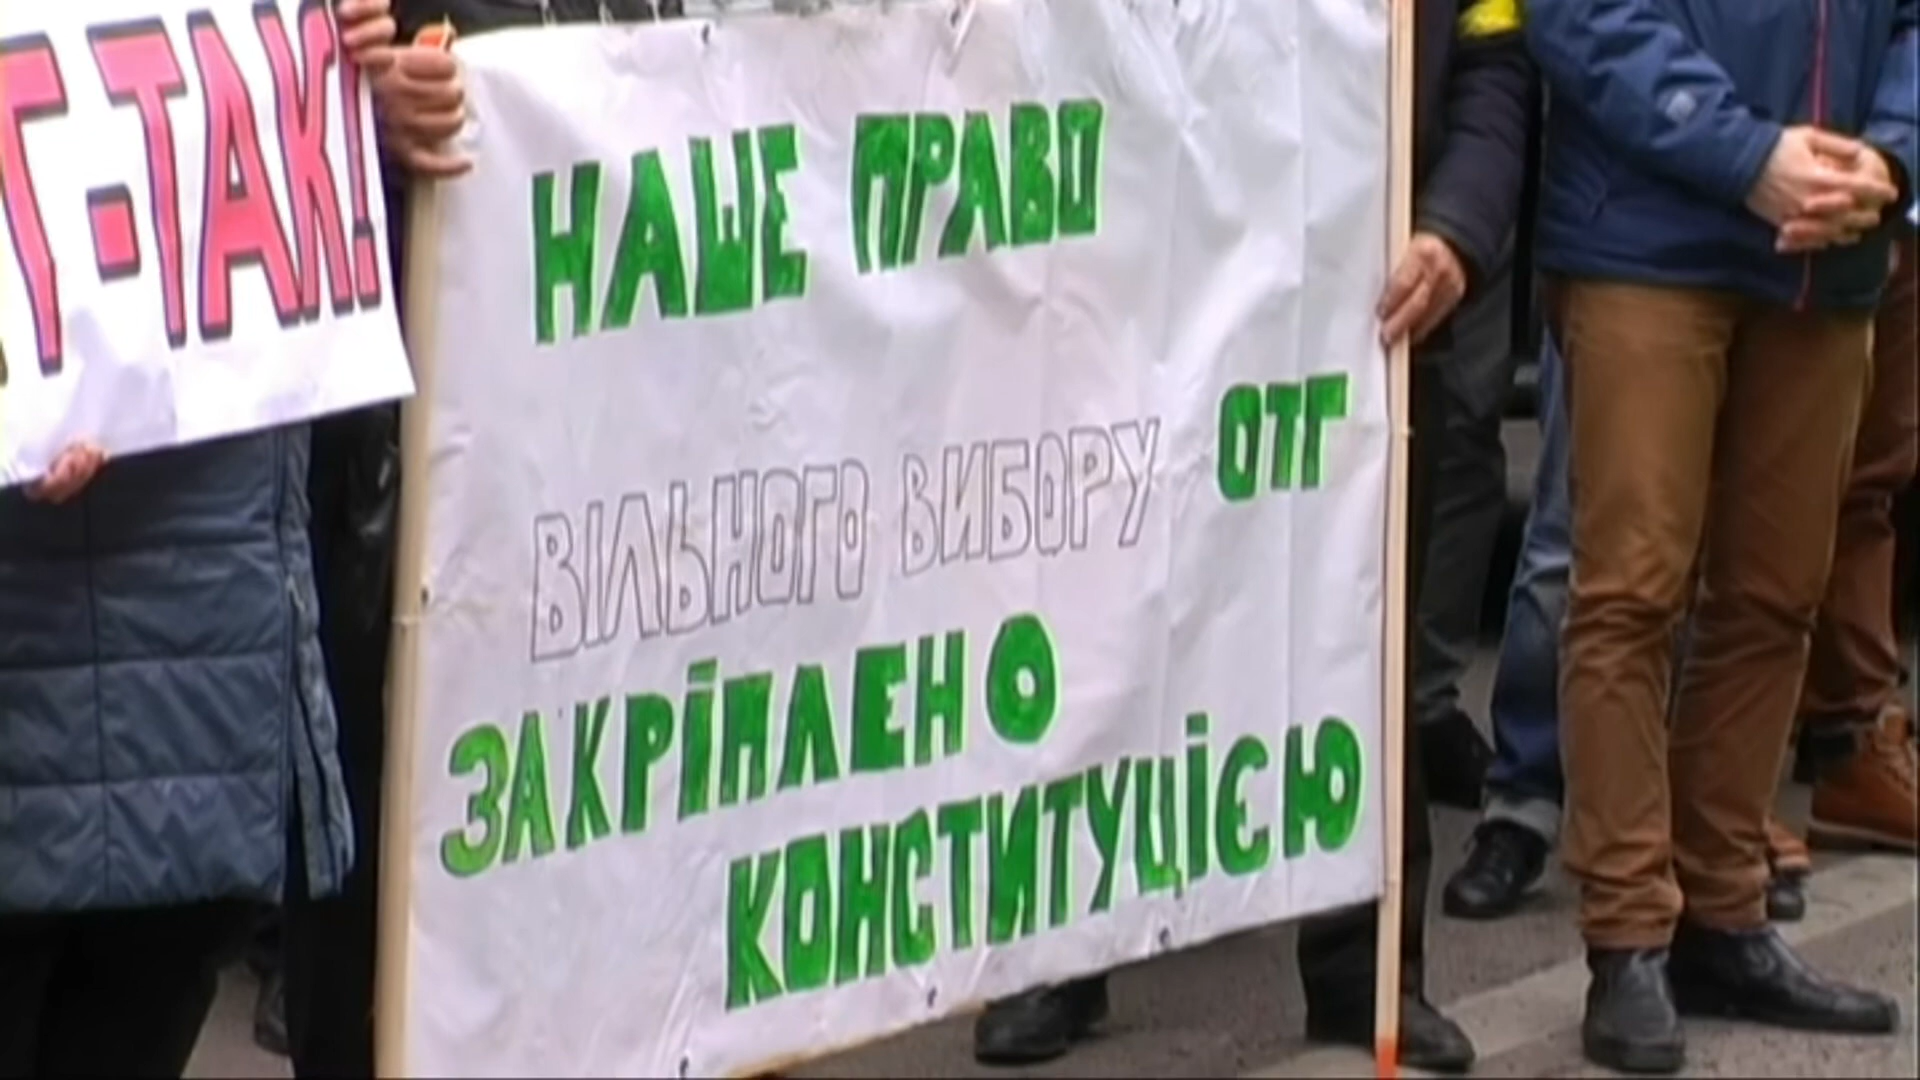 Г-ТАК!
НАШЕ ПРАВО
ВІЛЬНОГО ВИБОРУ ОТГ
ЗАКРІПЛЕНО
КОНСТИТУЦІЄЮ